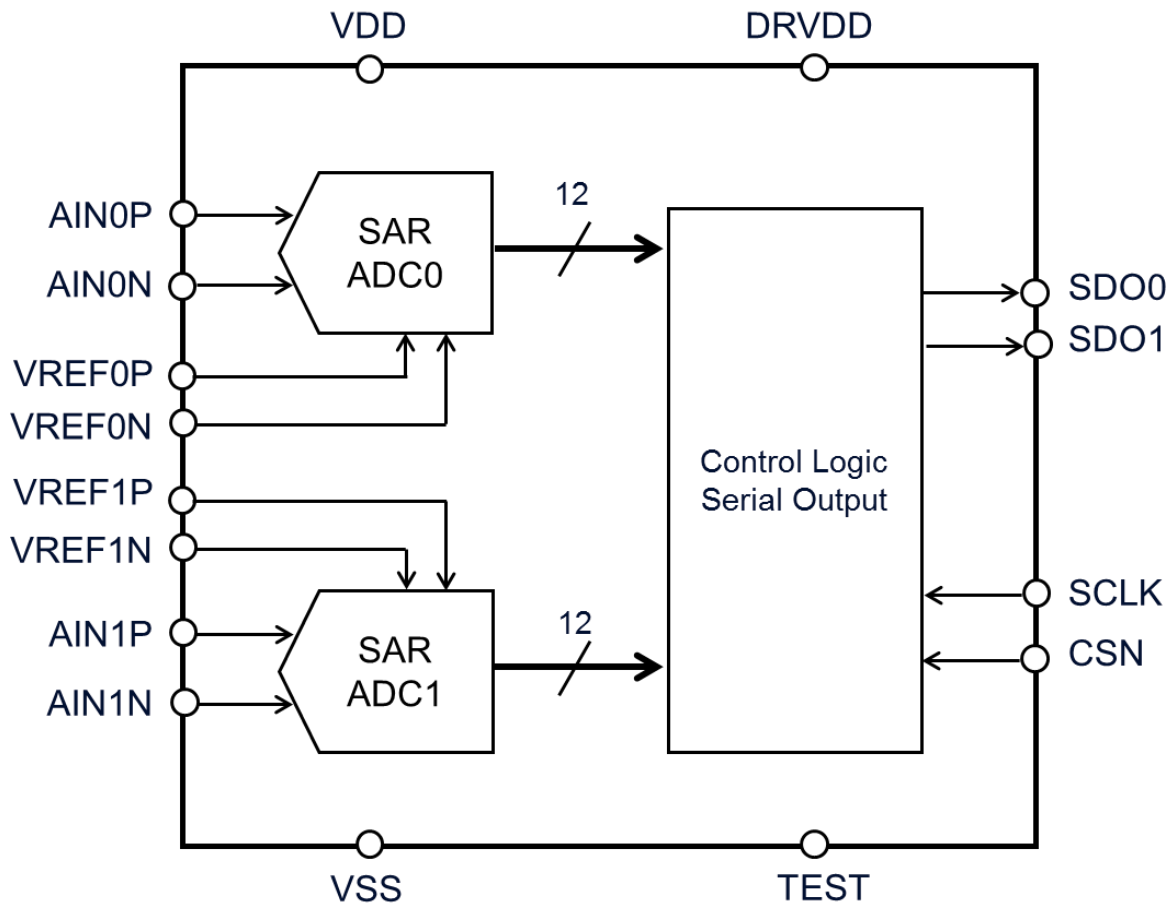 VDD
DRVDD
AIN0P
AIN0N
VREF0P
VREF0N
VREF1P
VREF1N
AIN1P
AIN1N
SAR
ADC0
12
SAR
ADC1
12
Control Logic
Serial Output
SDO0
SDO1
SCLK
CSN
VSS
TEST